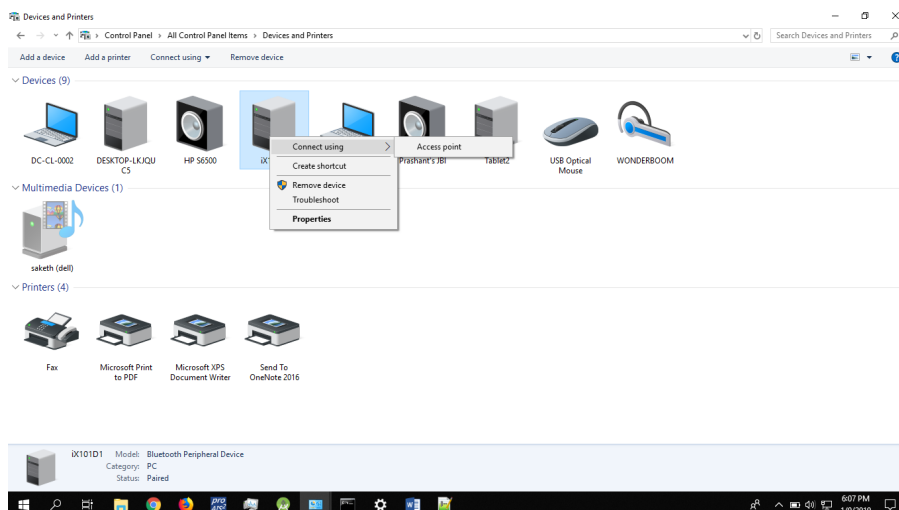 Devices and Printers
Control Panel > All Control Panel Items > Devices and Printers
Search Devices and Printers
Add a device Add a printer Connect using Remove device
Devices (9)
DC-CL-0002
DESKTOP-LKJQU
C5
HP S6500
Prashant's JBl
Tablet2
USB Optical
Mouse
WONDERBOOM
Connect using >
Access point
Create shortcut
Remove device
Troubleshoot
Properties
Multimedia Devices (1)
saketh (dell)
Printers (4)
Fax
Microsoft Print
to PDF
Microsoft XPS
Document Writer
Send To
OneNote 2016
iX101D1 Model: Bluetooth Peripheral Device
Category: PC
Status: Paired
6:07 PM